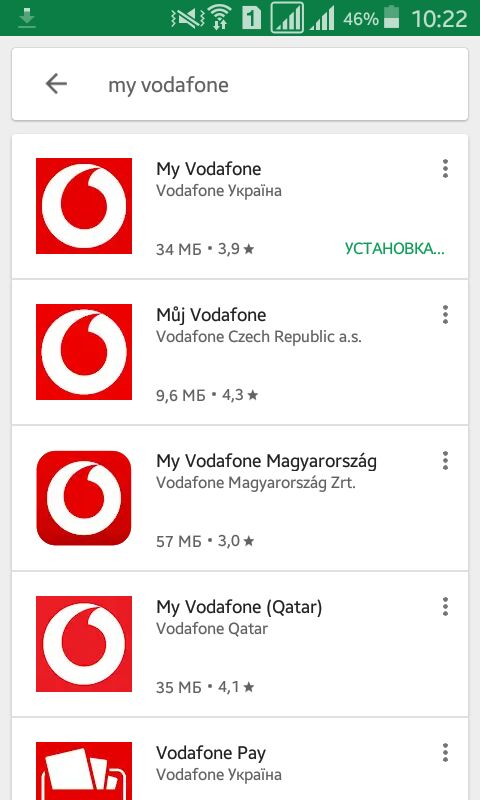 1 46% 10:22
my vodafone
My Vodafone
Vodafone Україна
34 МБ • 3,9 ★ УСТАНОВКА...
Můj Vodafone
Vodafone Czech Republic a.s.
9,6 МБ • 4,3 ★
My Vodafone Magyarország
Vodafone Magyarország Zrt.
57 МБ • 3,0 ★
My Vodafone (Qatar)
Vodafone Qatar
35 МБ • 4,1 ★
Vodafone Pay
Vodafone Україна